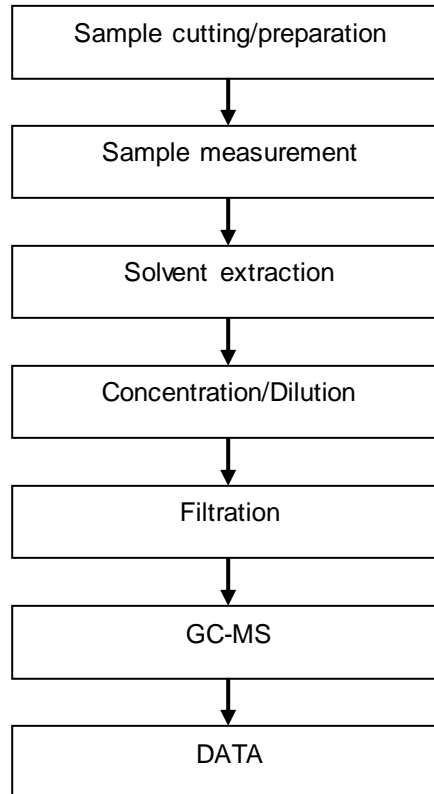 Sample cutting/preparation
Sample measurement
Solvent extraction
Concentration/Dilution
Filtration
GC-MS
DATA